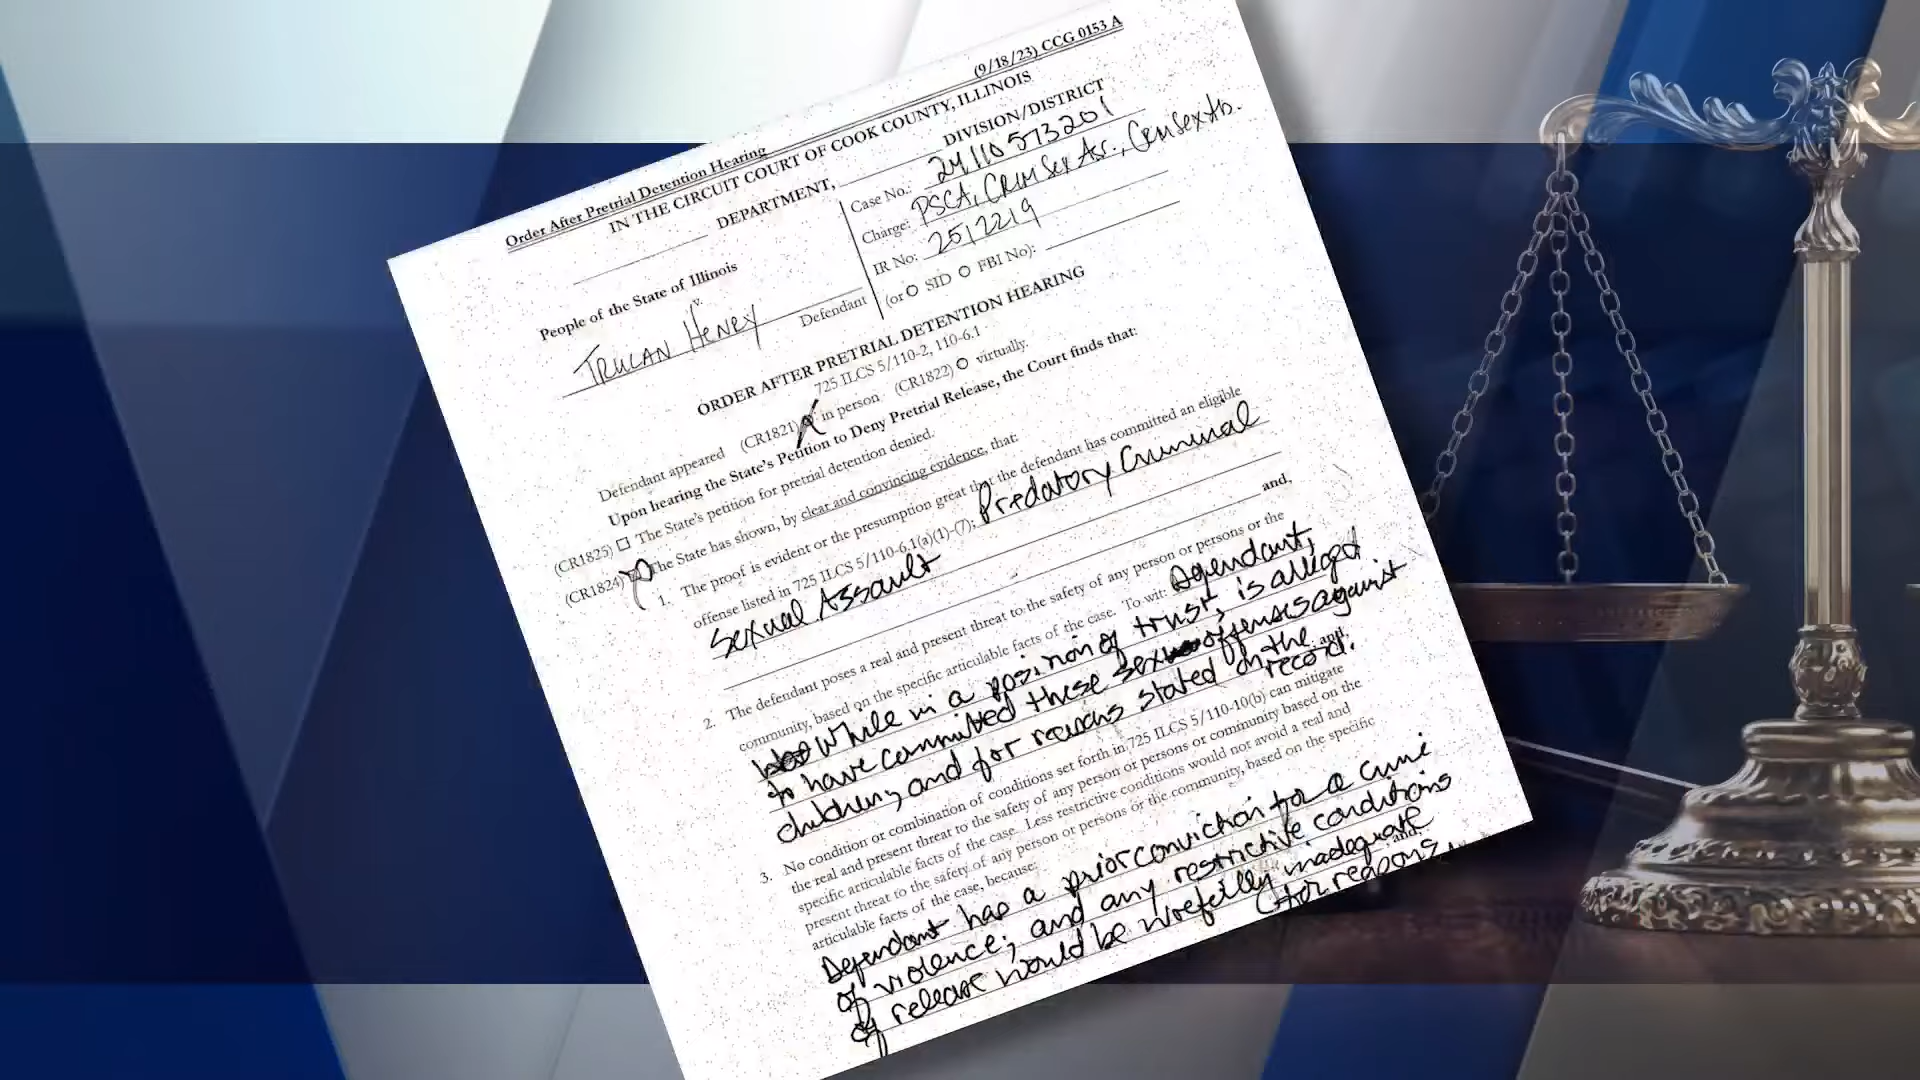 (9/18/23) CCG 0153 A
Order After Pretrial Detention Hearing
IN THE CIRCUIT COURT OF COOK COUNTY, ILLINOIS
DEPARTMENT, DIVISION/DISTRICT
People of the State of Illinois
v.
TRULAN HENEY
Defendant
Case No.: 24110573201
Charge: PSCA, CRIM Sex As., Crim Sex Ab.
IR No: 2512219
(or O SID O FBI No):
ORDER AFTER PRETRIAL DETENTION HEARING
725 ILCS 5/110-2, 110-6.1
Defendant appeared (CR1821) in person (CR1822) O virtually.
Upon hearing the State's Petition to Deny Pretrial Release, the Court finds that:
(CR1825) ☐ The State's petition for pretrial detention denied.
(CR1824) The State has shown, by clear and convincing evidence, that:
1. The proof is evident or the presumption great that the defendant has committed an eligible
offense listed in 725 ILCS 5/110-6.1(a)(1)-(7); Predatory Criminal
Sexual Assault
and,
2. The defendant poses a real and present threat to the safety of any person or persons or the
community, based on the specific articulable facts of the case. To wit: Defendant,
while in a position of trust, is alleged
to have committed these sex offenses against
children, and for reasons stated on the record.
and,
3. No condition or combination of conditions set forth in 725 ILCS 5/110-10(b) can mitigate
the real and present threat to the safety of any person or persons or community based on the
specific articulable facts of the case. Less restrictive conditions would not avoid a real and
present threat to the safety of any person or persons or the community, based on the specific
articulable facts of the case, because:
Defendant has a prior conviction for a crime
of violence; and any restrictive conditions
of release would be woefully inadequate
and,
(for reasons